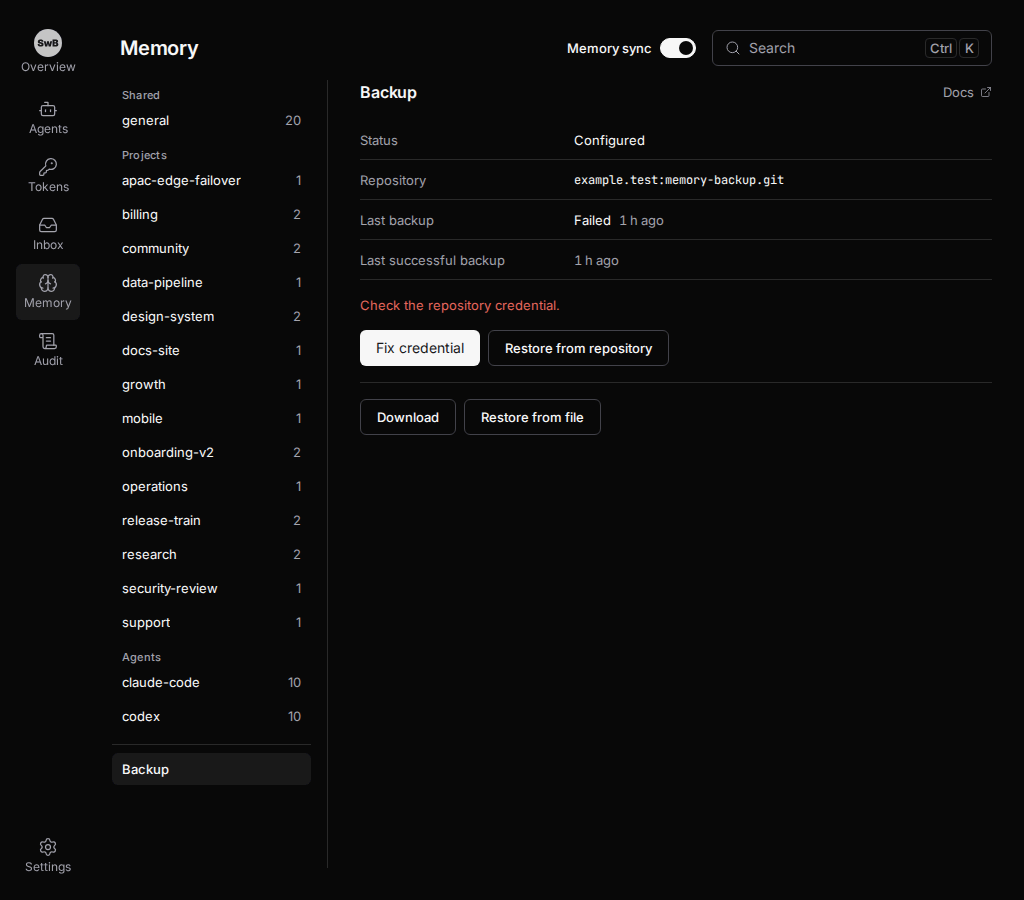 SwB
Overview
Agents
Tokens
Inbox
Memory
Audit
Settings
Memory
Memory sync
Search Ctrl K
Shared
general 20
Projects
apac-edge-failover 1
billing 2
community 2
data-pipeline 1
design-system 2
docs-site 1
growth 1
mobile 1
onboarding-v2 2
operations 1
release-train 2
research 2
security-review 1
support 1
Agents
claude-code 10
codex 10
Backup
Backup
Docs
Status Configured
Repository example.test:memory-backup.git
Last backup Failed 1 h ago
Last successful backup 1 h ago
Check the repository credential.
Fix credential Restore from repository
Download Restore from file